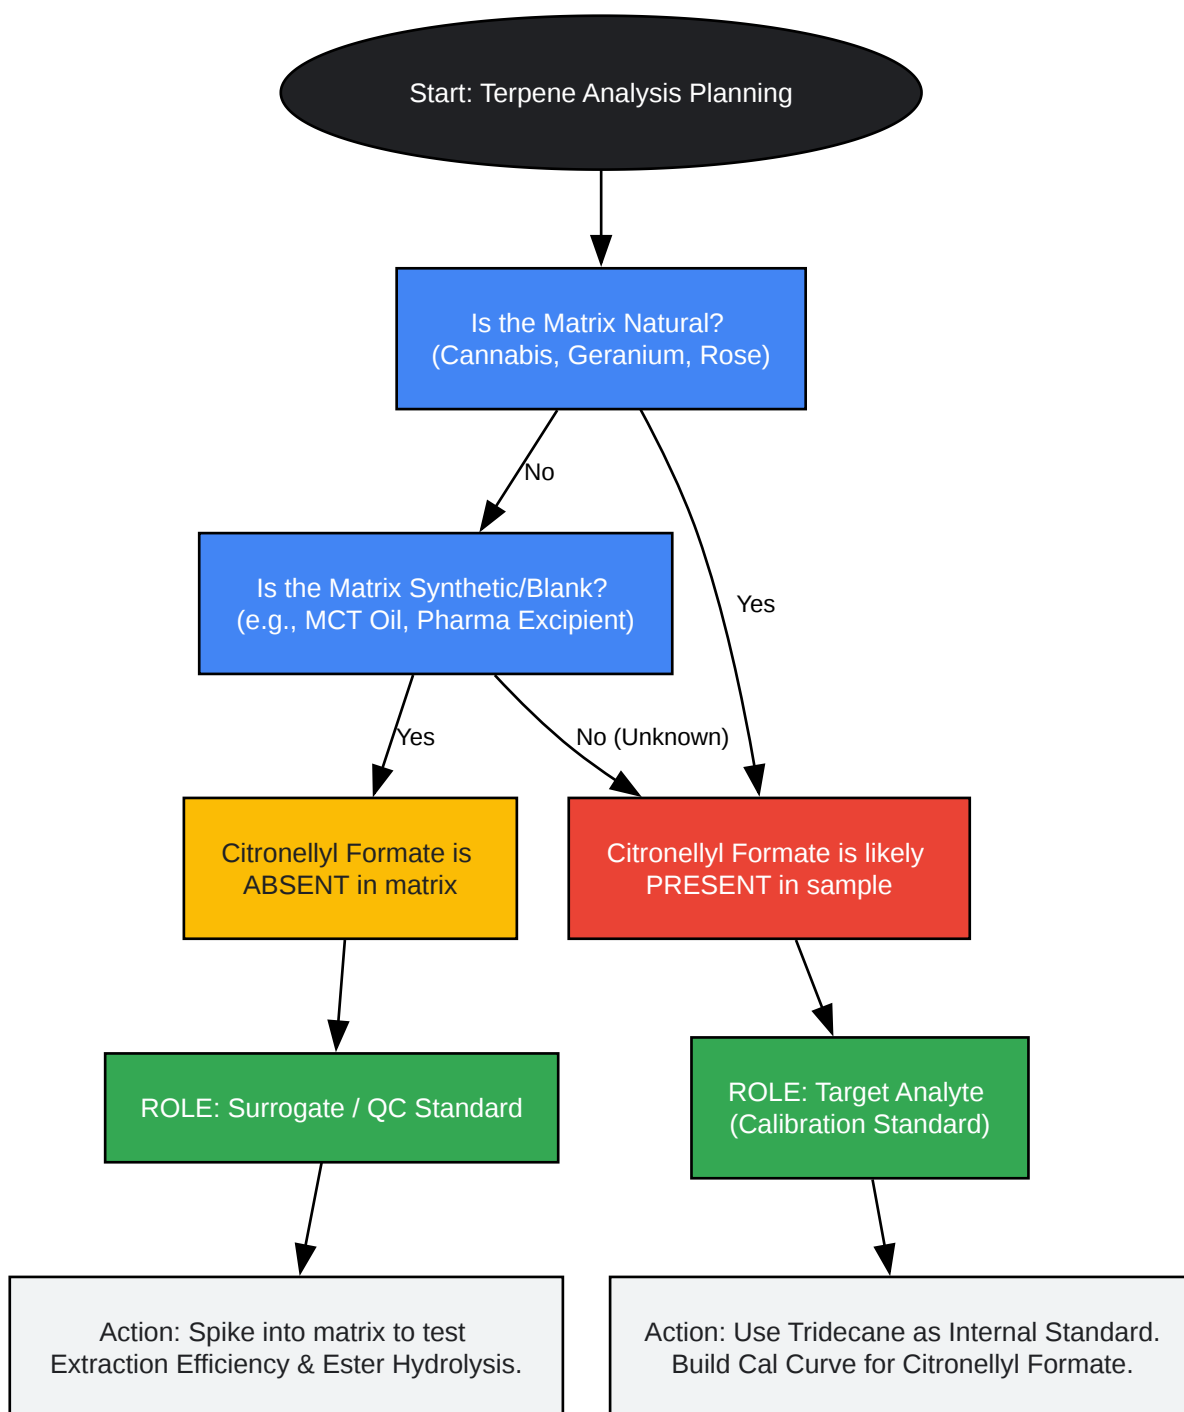 Start: Terpene Analysis Planning
Is the Matrix Natural?
(Cannabis, Geranium, Rose)
No
Is the Matrix Synthetic/Blank?
(e.g., MCT Oil, Pharma Excipient)
Yes
Yes
No (Unknown)
Citronellyl Formate is
ABSENT in matrix
Citronellyl Formate is likely
PRESENT in sample
ROLE: Surrogate / QC Standard
ROLE: Target Analyte
(Calibration Standard)
Action: Spike into matrix to test
Extraction Efficiency & Ester Hydrolysis.
Action: Use Tridecane as Internal Standard.
Build Cal Curve for Citronellyl Formate.